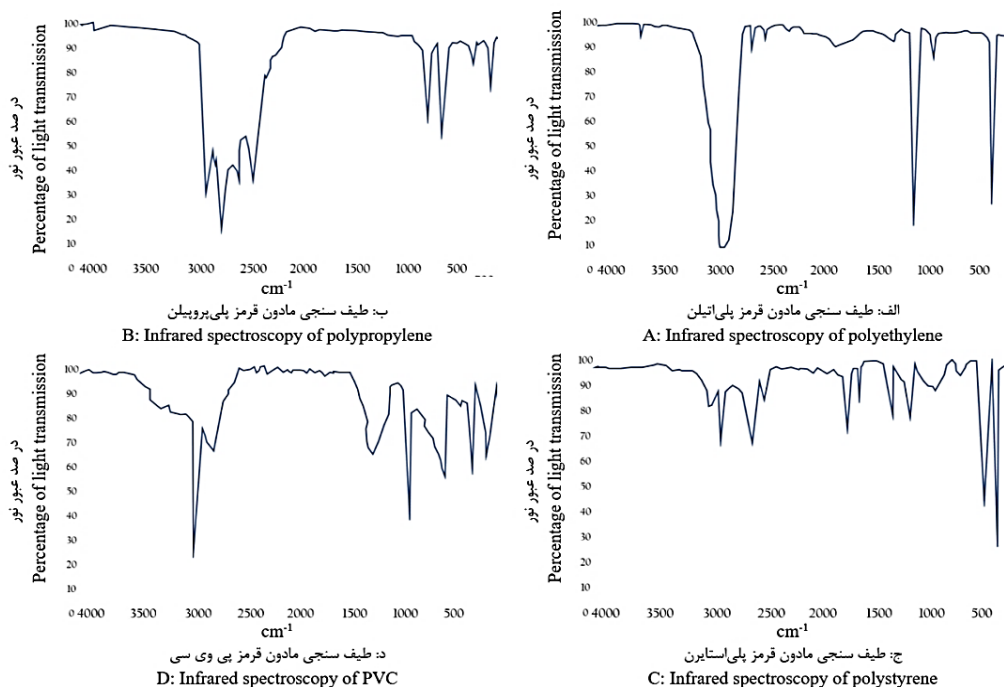 در صد عبور نور
Percentage of light transmission
100
90
80
70
60
50
40
30
20
10
0 4000 3500 3000 2500 2000 1500 1000 500
cm-1
ب: طیف سنجی مادون قرمز پلی‌پروپیلن
B: Infrared spectroscopy of polypropylene
در صد عبور نور
Percentage of light transmission
100
90
80
70
60
50
40
30
20
10
0 4000 3500 3000 2500 2000 1500 1000 500
cm-1
الف: طیف سنجی مادون قرمز پلی‌اتیلن
A: Infrared spectroscopy of polyethylene
در صد عبور نور
Percentage of light transmission
100
90
80
70
60
50
40
30
20
10
0 4000 3500 3000 2500 2000 1500 1000 500
cm-1
د: طیف سنجی مادون قرمز پی وی سی
D: Infrared spectroscopy of PVC
در صد عبور نور
Percentage of light transmission
100
90
80
70
60
50
40
30
20
10
0 4000 3500 3000 2500 2000 1500 1000 500
cm-1
ج: طیف سنجی مادون قرمز پلی‌استایرن
C: Infrared spectroscopy of polystyrene